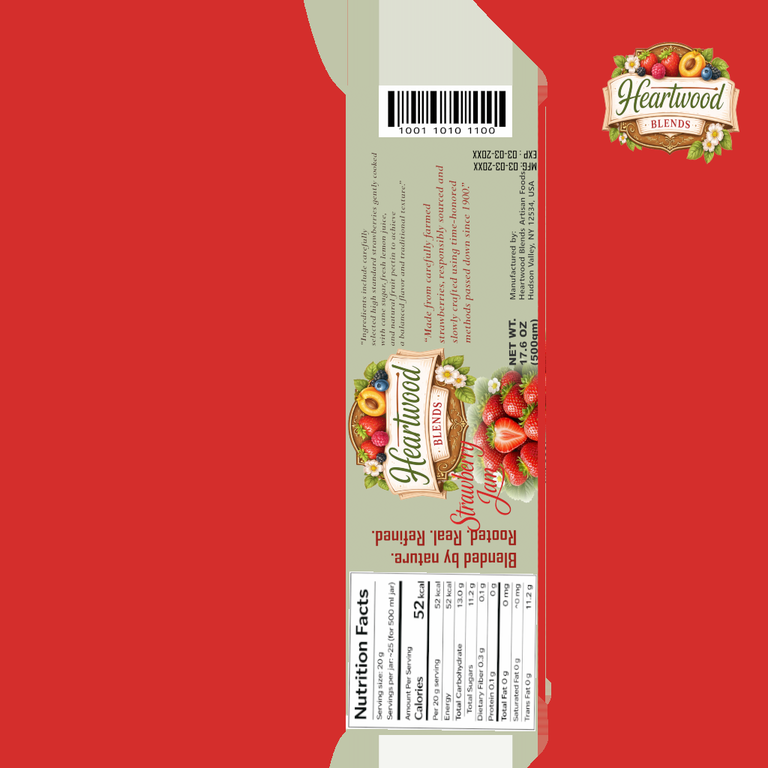 Heartwood
BLENDS
1001 1010 1100
EXP : 03-03-20XX
MFG: 03-03-20XX
"Ingredients include carefully
selected high standard strawberries gently cooked
with cane sugar, fresh lemon juice,
and natural fruit pectin to achieve
a balanced flavor and traditional texture."
"Made from carefully farmed
strawberries, responsibly sourced and
slowly crafted using time-honored
methods passed down since 1900."
Manufactured by:
Heartwood Blends Artisan Foods,
Hudson Valley, NY 12534, USA
NET WT.
17.6 OZ
(500gm)
Heartwood
BLENDS
Strawberry
Jam
Blended by nature.
Rooted. Real. Refined.
Nutrition Facts
Serving size: 20 g
Servings per jar:~25 (for 500 ml jar)
Amount Per Serving
Calories 52 kcal
Per 20 g serving 52 kcal
Energy 52 kcal
Total Carbohydrate 13.0 g
Total Sugars 11.2 g
Dietary Fiber 0.3 g 0.1 g
Protein 0.1 g 0 g
Total Fat 0 g 0 mg
Saturated Fat 0 g ~0 mg
Trans Fat 0 g 11.2 g